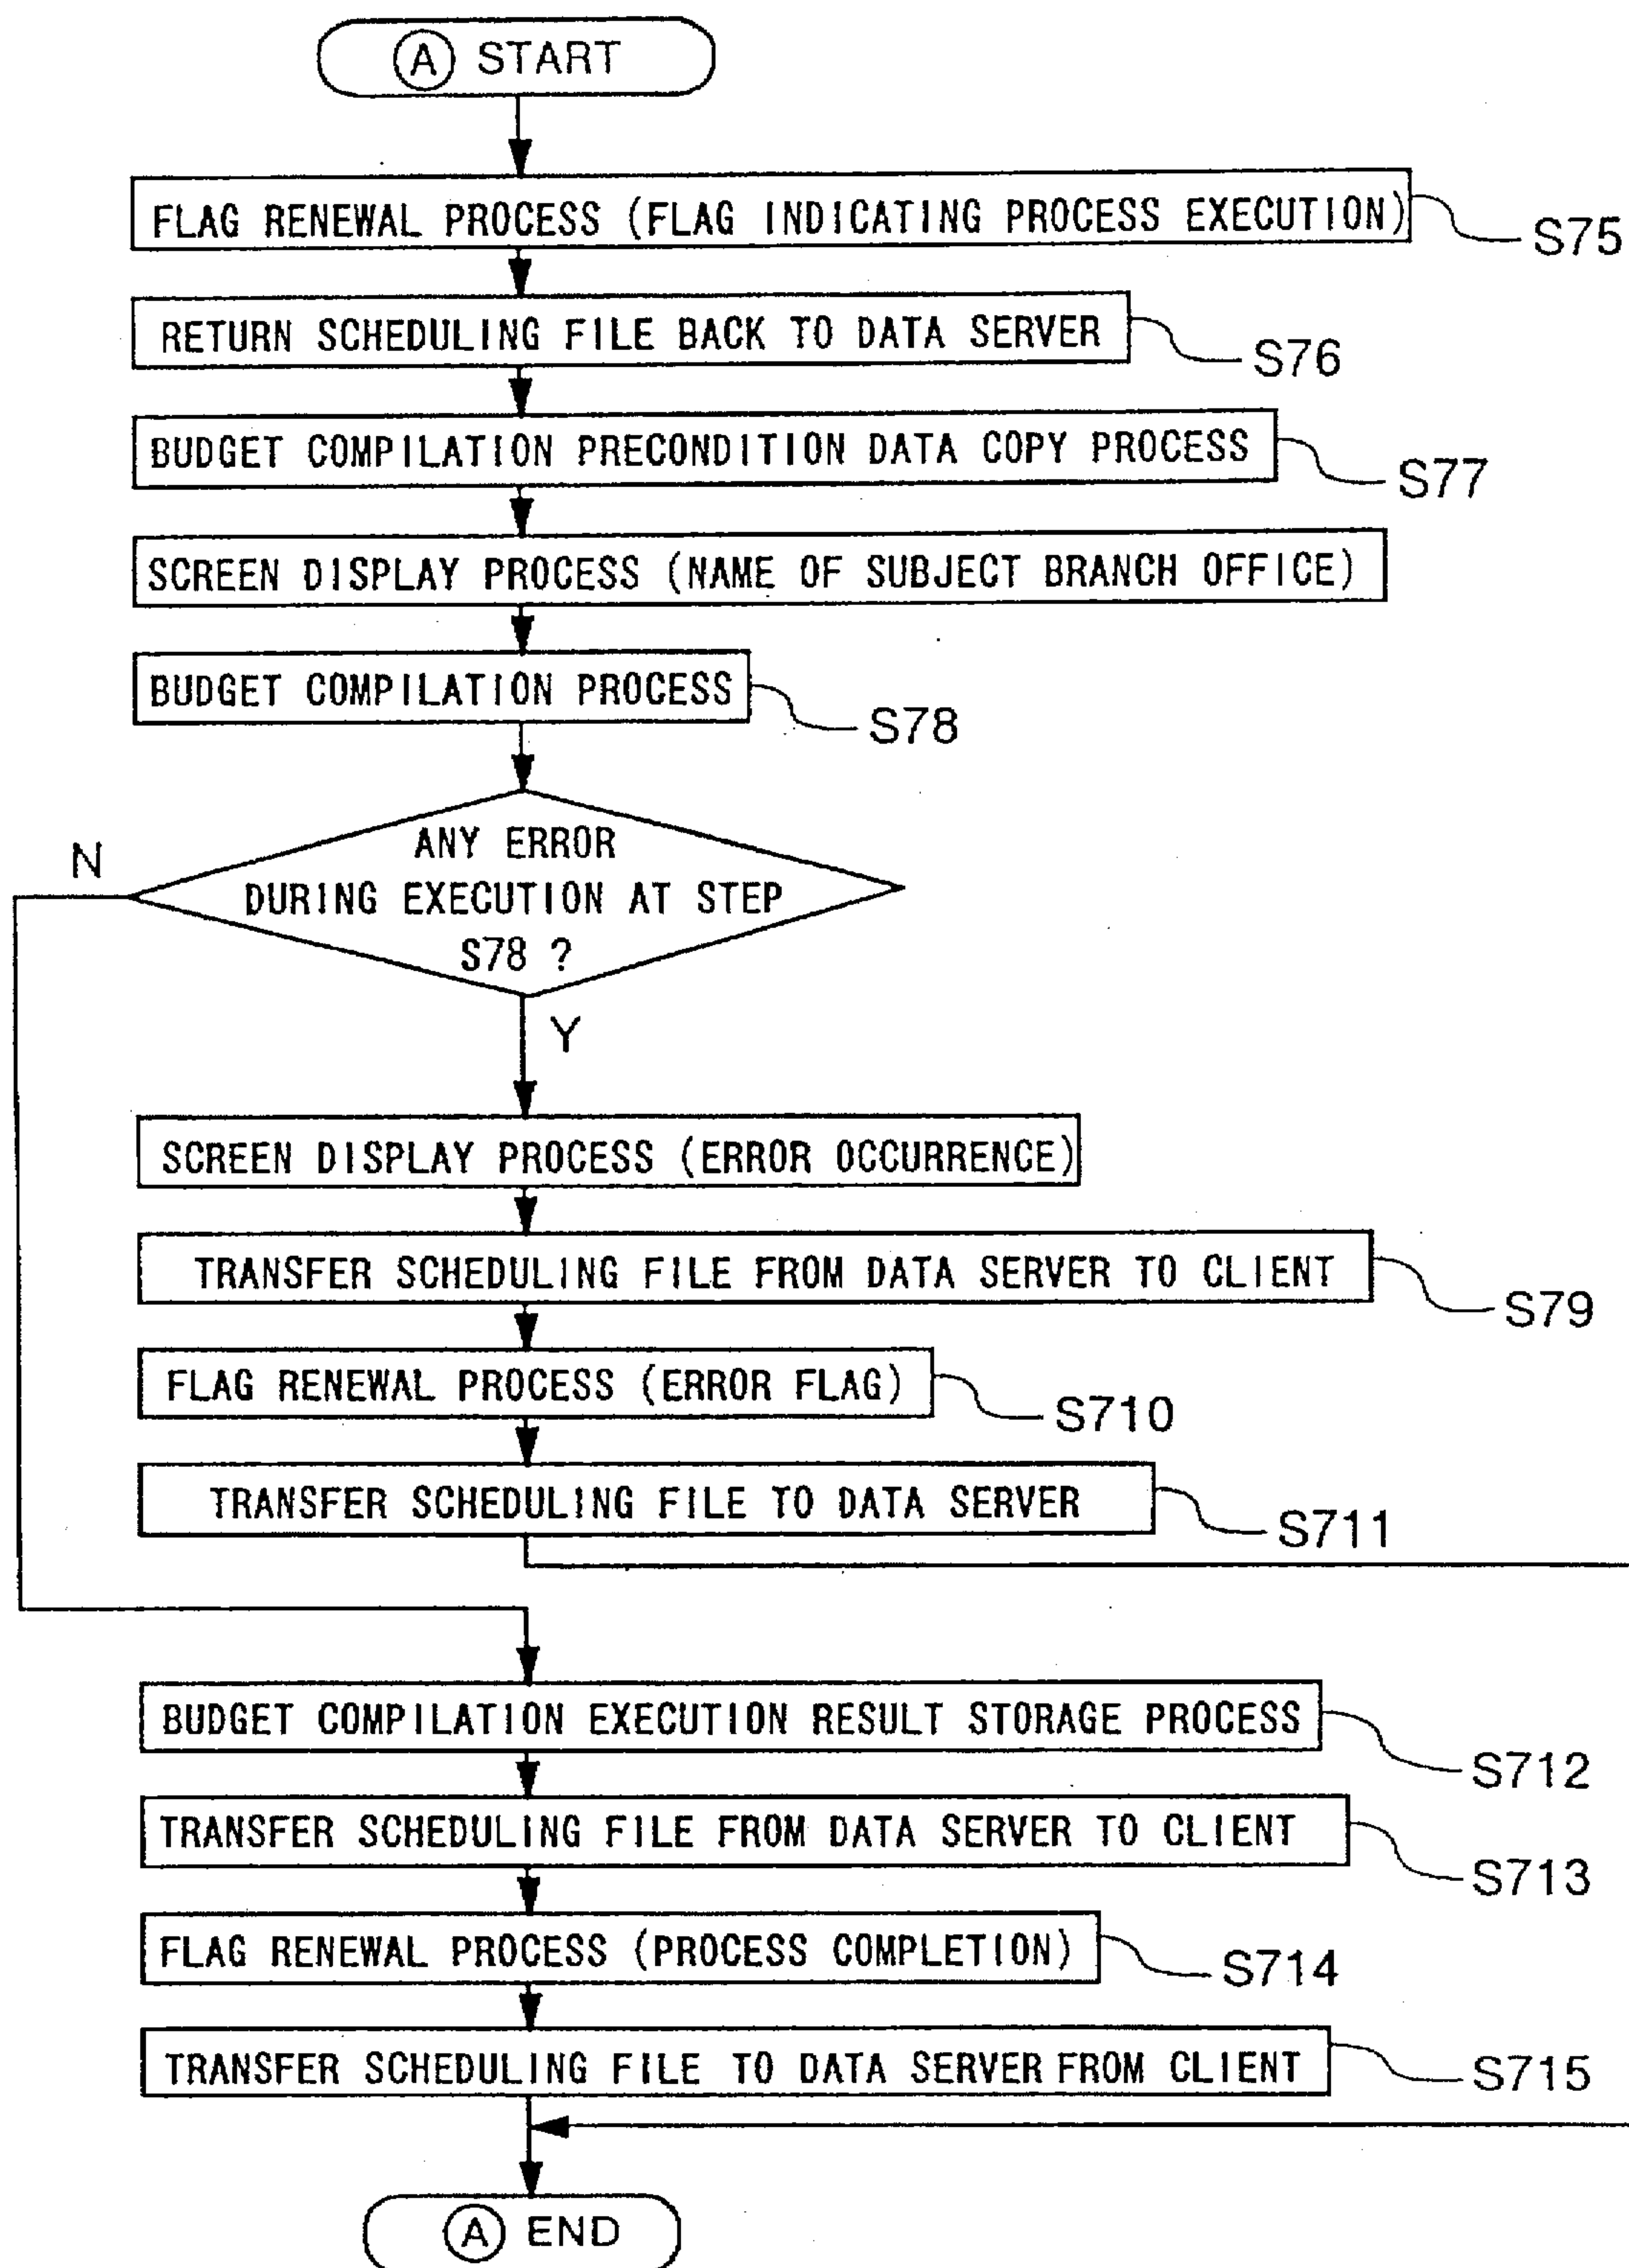 A START
FLAG RENEWAL PROCESS (FLAG INDICATING PROCESS EXECUTION)
S75
RETURN SCHEDULING FILE BACK TO DATA SERVER
S76
BUDGET COMPILATION PRECONDITION DATA COPY PROCESS
S77
SCREEN DISPLAY PROCESS (NAME OF SUBJECT BRANCH OFFICE)
BUDGET COMPILATION PROCESS
S78
N
ANY ERROR
DURING EXECUTION AT STEP
S78 ?
Y
SCREEN DISPLAY PROCESS (ERROR OCCURRENCE)
TRANSFER SCHEDULING FILE FROM DATA SERVER TO CLIENT
S79
FLAG RENEWAL PROCESS (ERROR FLAG)
S710
TRANSFER SCHEDULING FILE TO DATA SERVER
S711
BUDGET COMPILATION EXECUTION RESULT STORAGE PROCESS
S712
TRANSFER SCHEDULING FILE FROM DATA SERVER TO CLIENT
S713
FLAG RENEWAL PROCESS (PROCESS COMPLETION)
S714
TRANSFER SCHEDULING FILE TO DATA SERVER FROM CLIENT
S715
A END